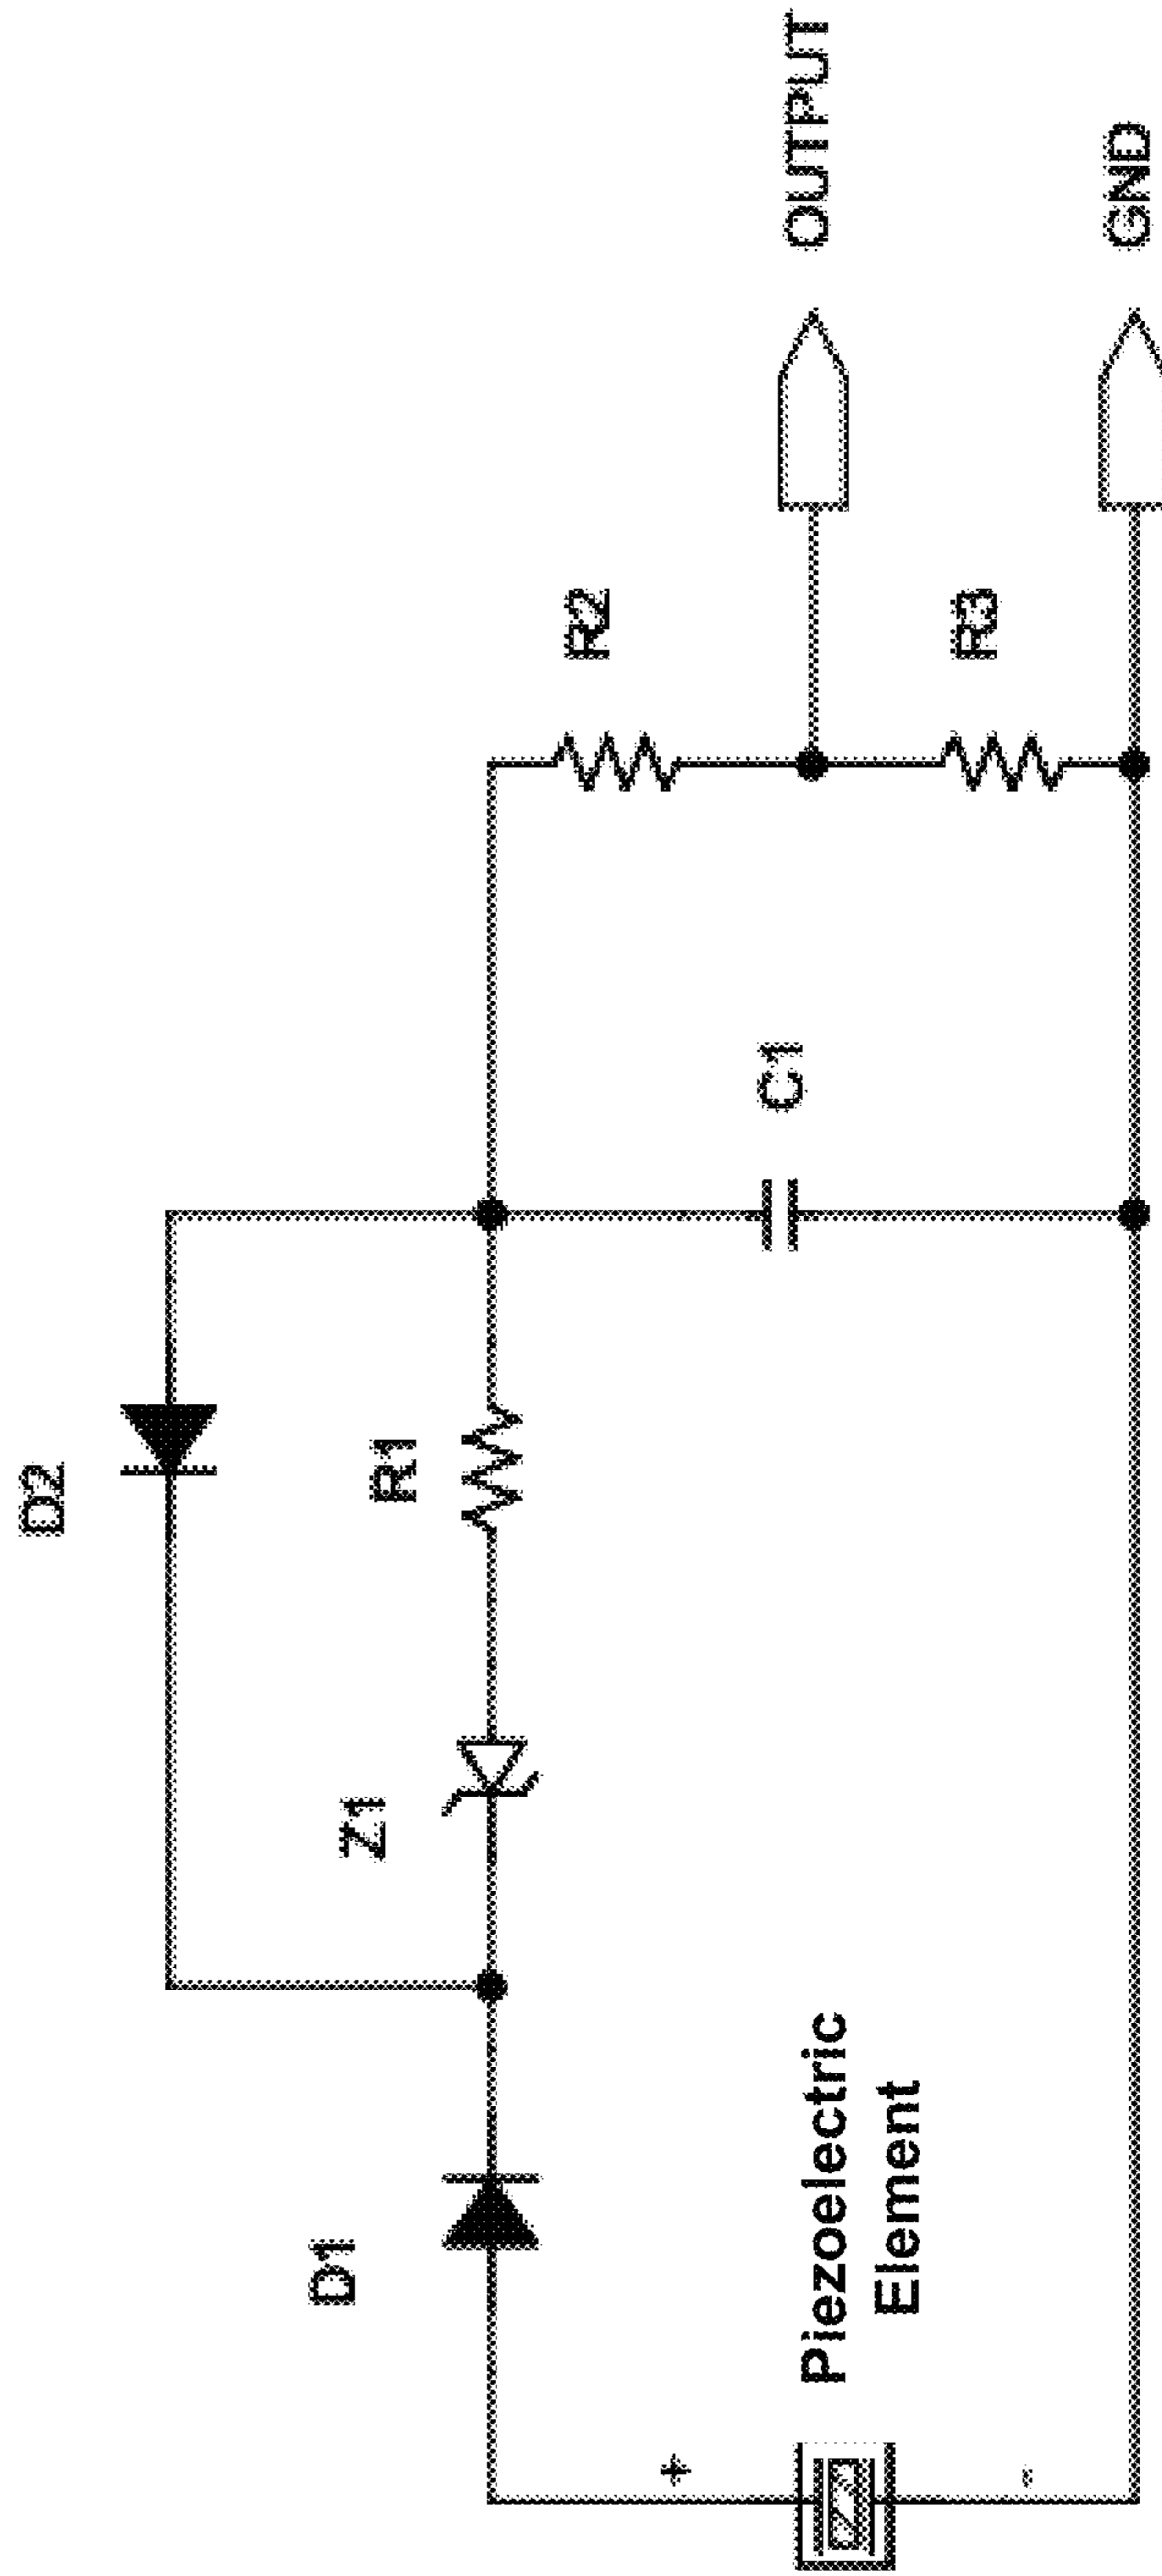 D2
D1
Z1
R1
R2
Piezoelectric
Element
+
-
C1
R3
OUTPUT
GND